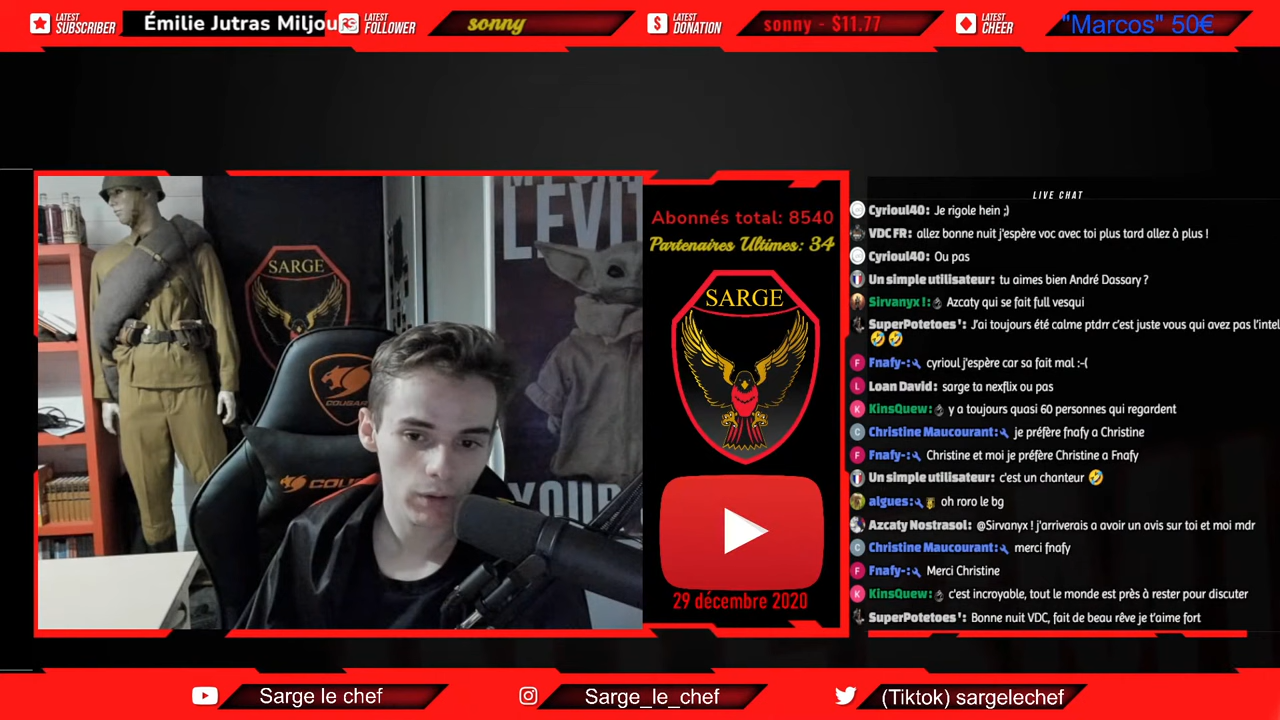 LATEST SUBSCRIBER
Émilie Jutras Miljou
LATEST FOLLOWER
sonny
LATEST DONATION
sonny - $11.77
LATEST CHEER
"Marcos" 50€
LEVIT
SARGE
COUGAR
YOUR
Abonnés total: 8540
Partenaires Ultimes: 34
SARGE
29 décembre 2020
LIVE CHAT
Cyrioul40: Je rigole hein ;)
VDC FR: allez bonne nuit j'espère voc avec toi plus tard allez à plus !
Cyrioul40: Ou pas
Un simple utilisateur: tu aimes bien André Dassary ?
Sirvanyx !: Azcaty qui se fait full vesqui
SuperPotetoes': J'ai toujours été calme ptdrr c'est juste vous qui avez pas l'intel
🤣 🤣
Fnafy-: cyrioul j'espère car sa fait mal :-(
Loan David: sarge ta nexflix ou pas
KinsQuew: y a toujours quasi 60 personnes qui regardent
Christine Maucourant: je préfère fnafy a Christine
Fnafy-: Christine et moi je préfère Christine a Fnafy
Un simple utilisateur: c'est un chanteur 🤣
aigues: oh roro le bg
Azcaty Nostrasol: @Sirvanyx ! j'arriverais a avoir un avis sur toi et moi mdr
Christine Maucourant: merci fnafy
Fnafy-: Merci Christine
KinsQuew: c'est incroyable, tout le monde est près à rester pour discuter
SuperPotetoes': Bonne nuit VDC, fait de beau rêve je t'aime fort
Sarge le chef
Sarge_le_chef
(Tiktok) sargelechef